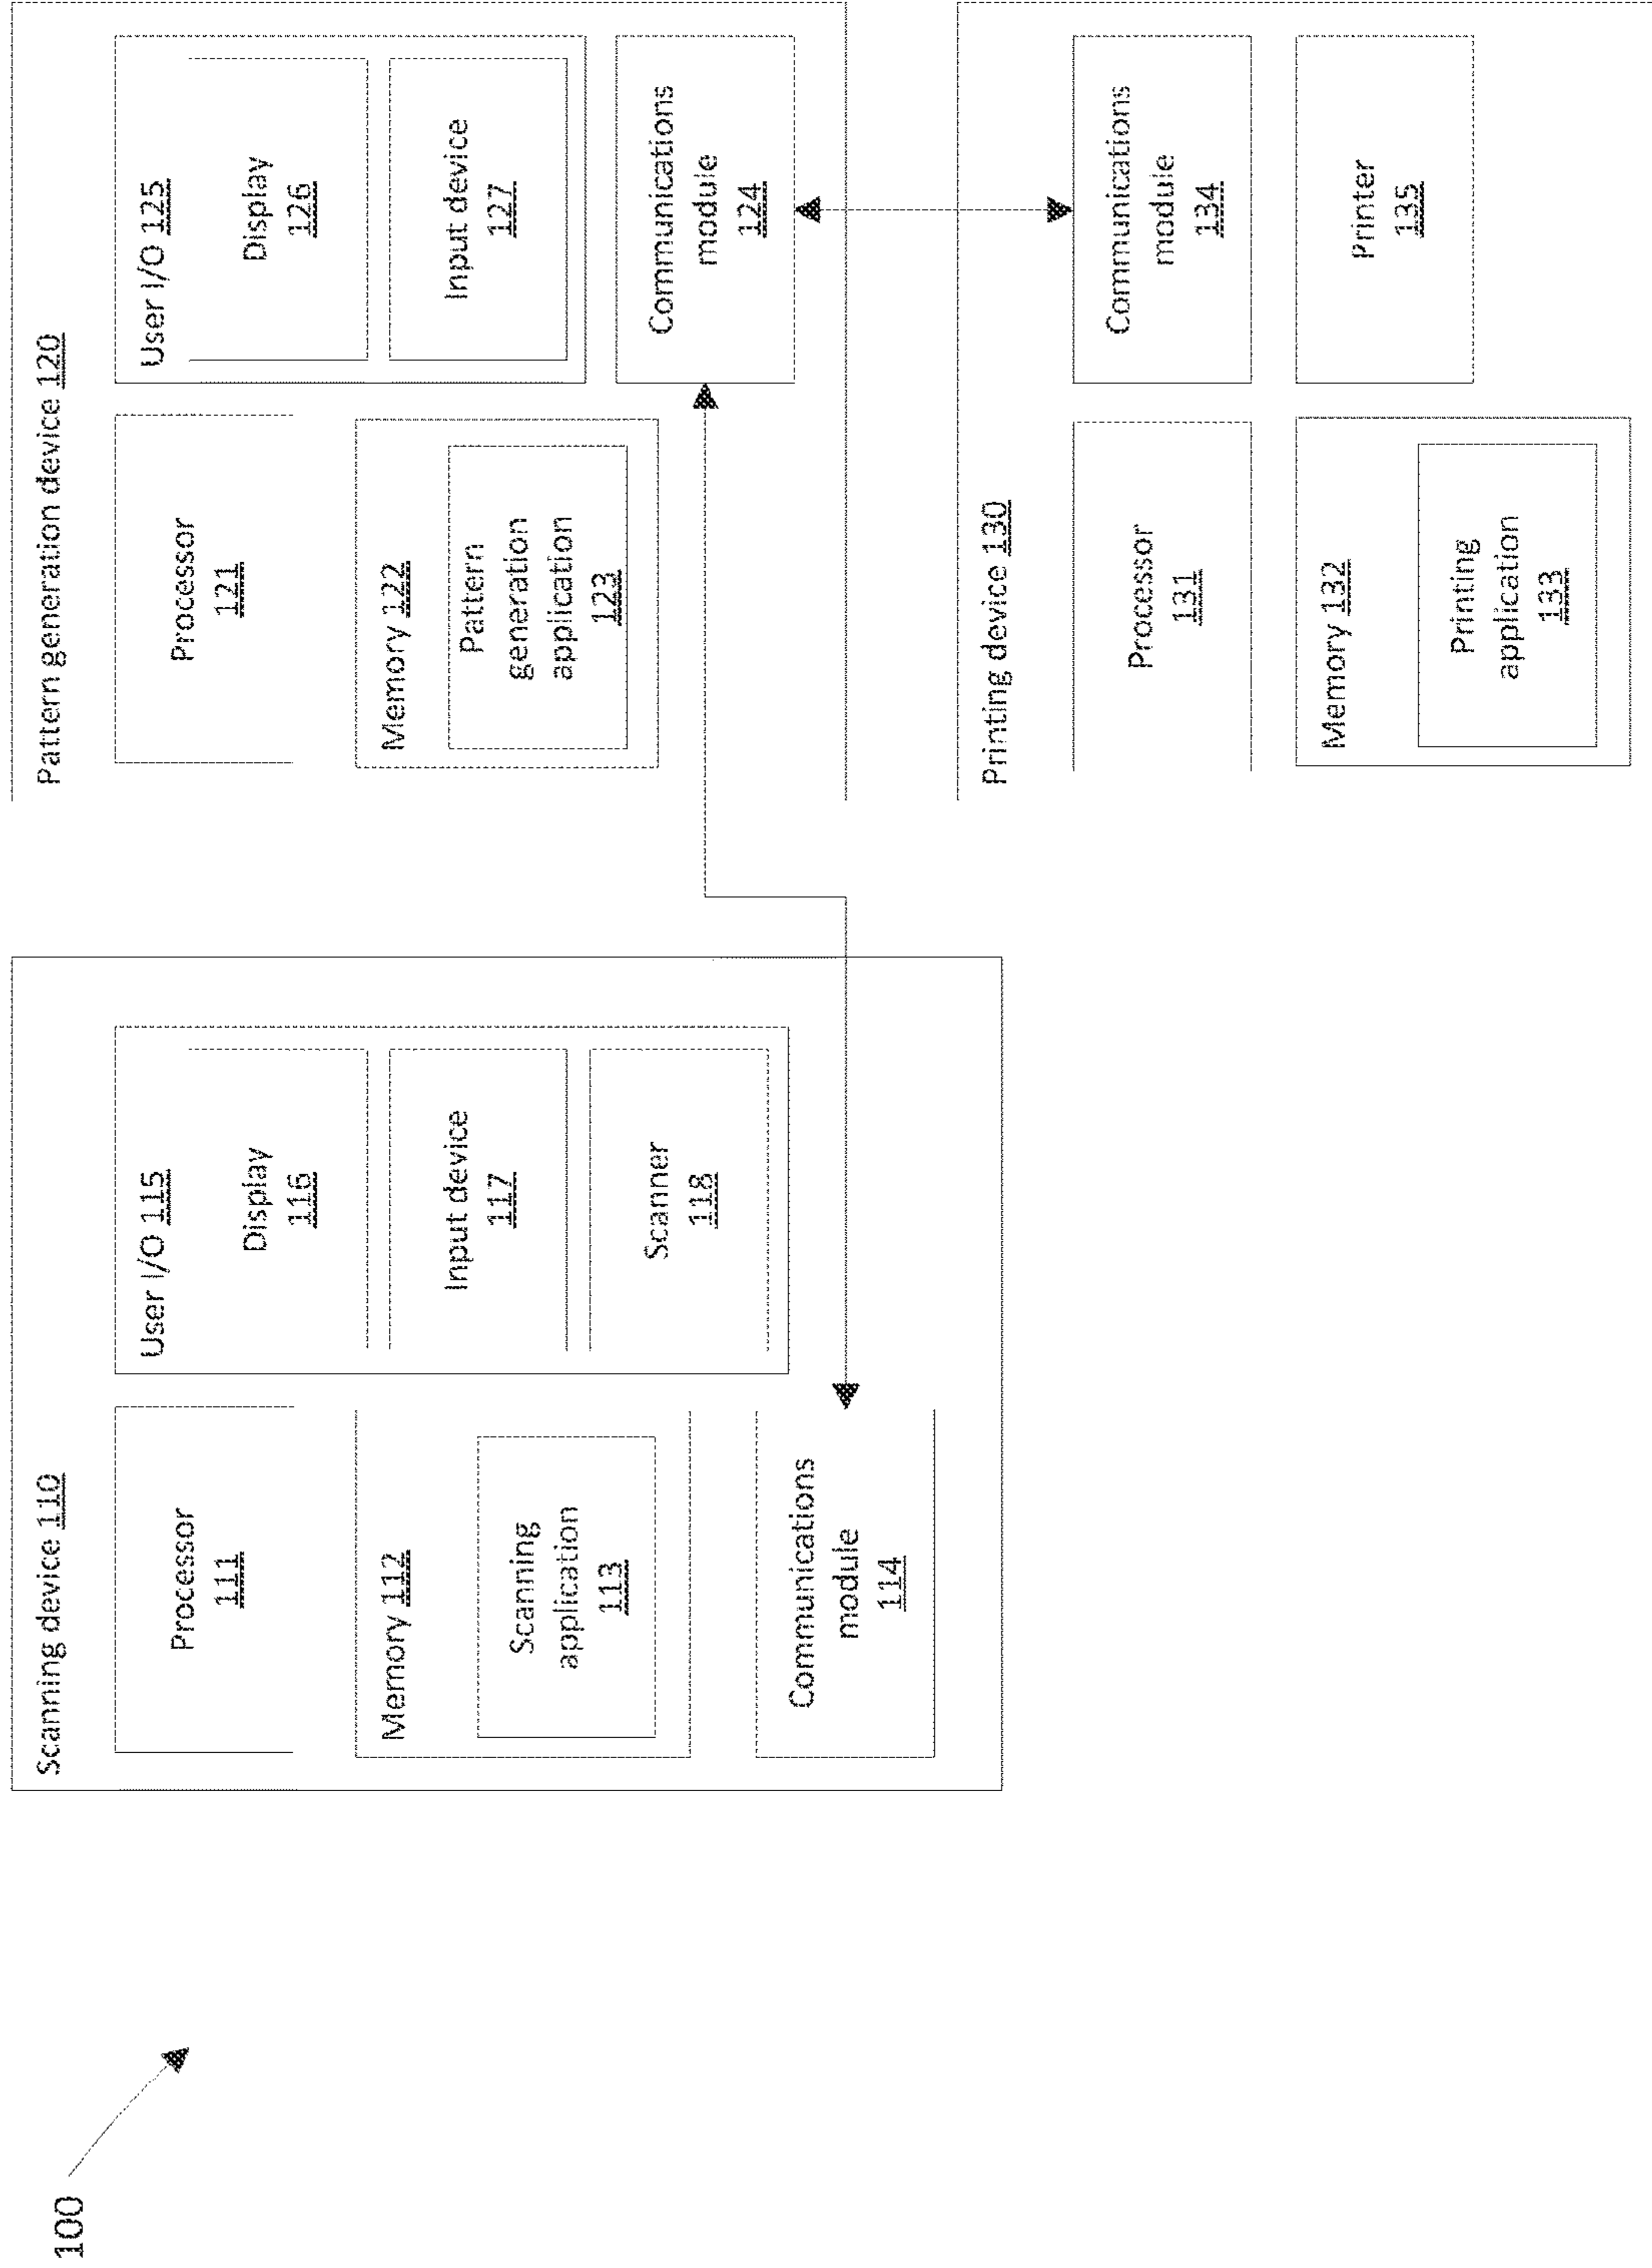 100
Scanning device 110
Processor
111
Memory 112
Scanning
application
113
Communications
module
114
User I/O 115
Display
116
Input device
117
Scanner
118
Pattern generation device 120
Processor
121
Memory 122
Pattern
generation
application
123
User I/O 125
Display
126
Input device
127
Communications
module
124
Printing device 130
Processor
131
Memory 132
Printing
application
133
Communications
module
134
Printer
135